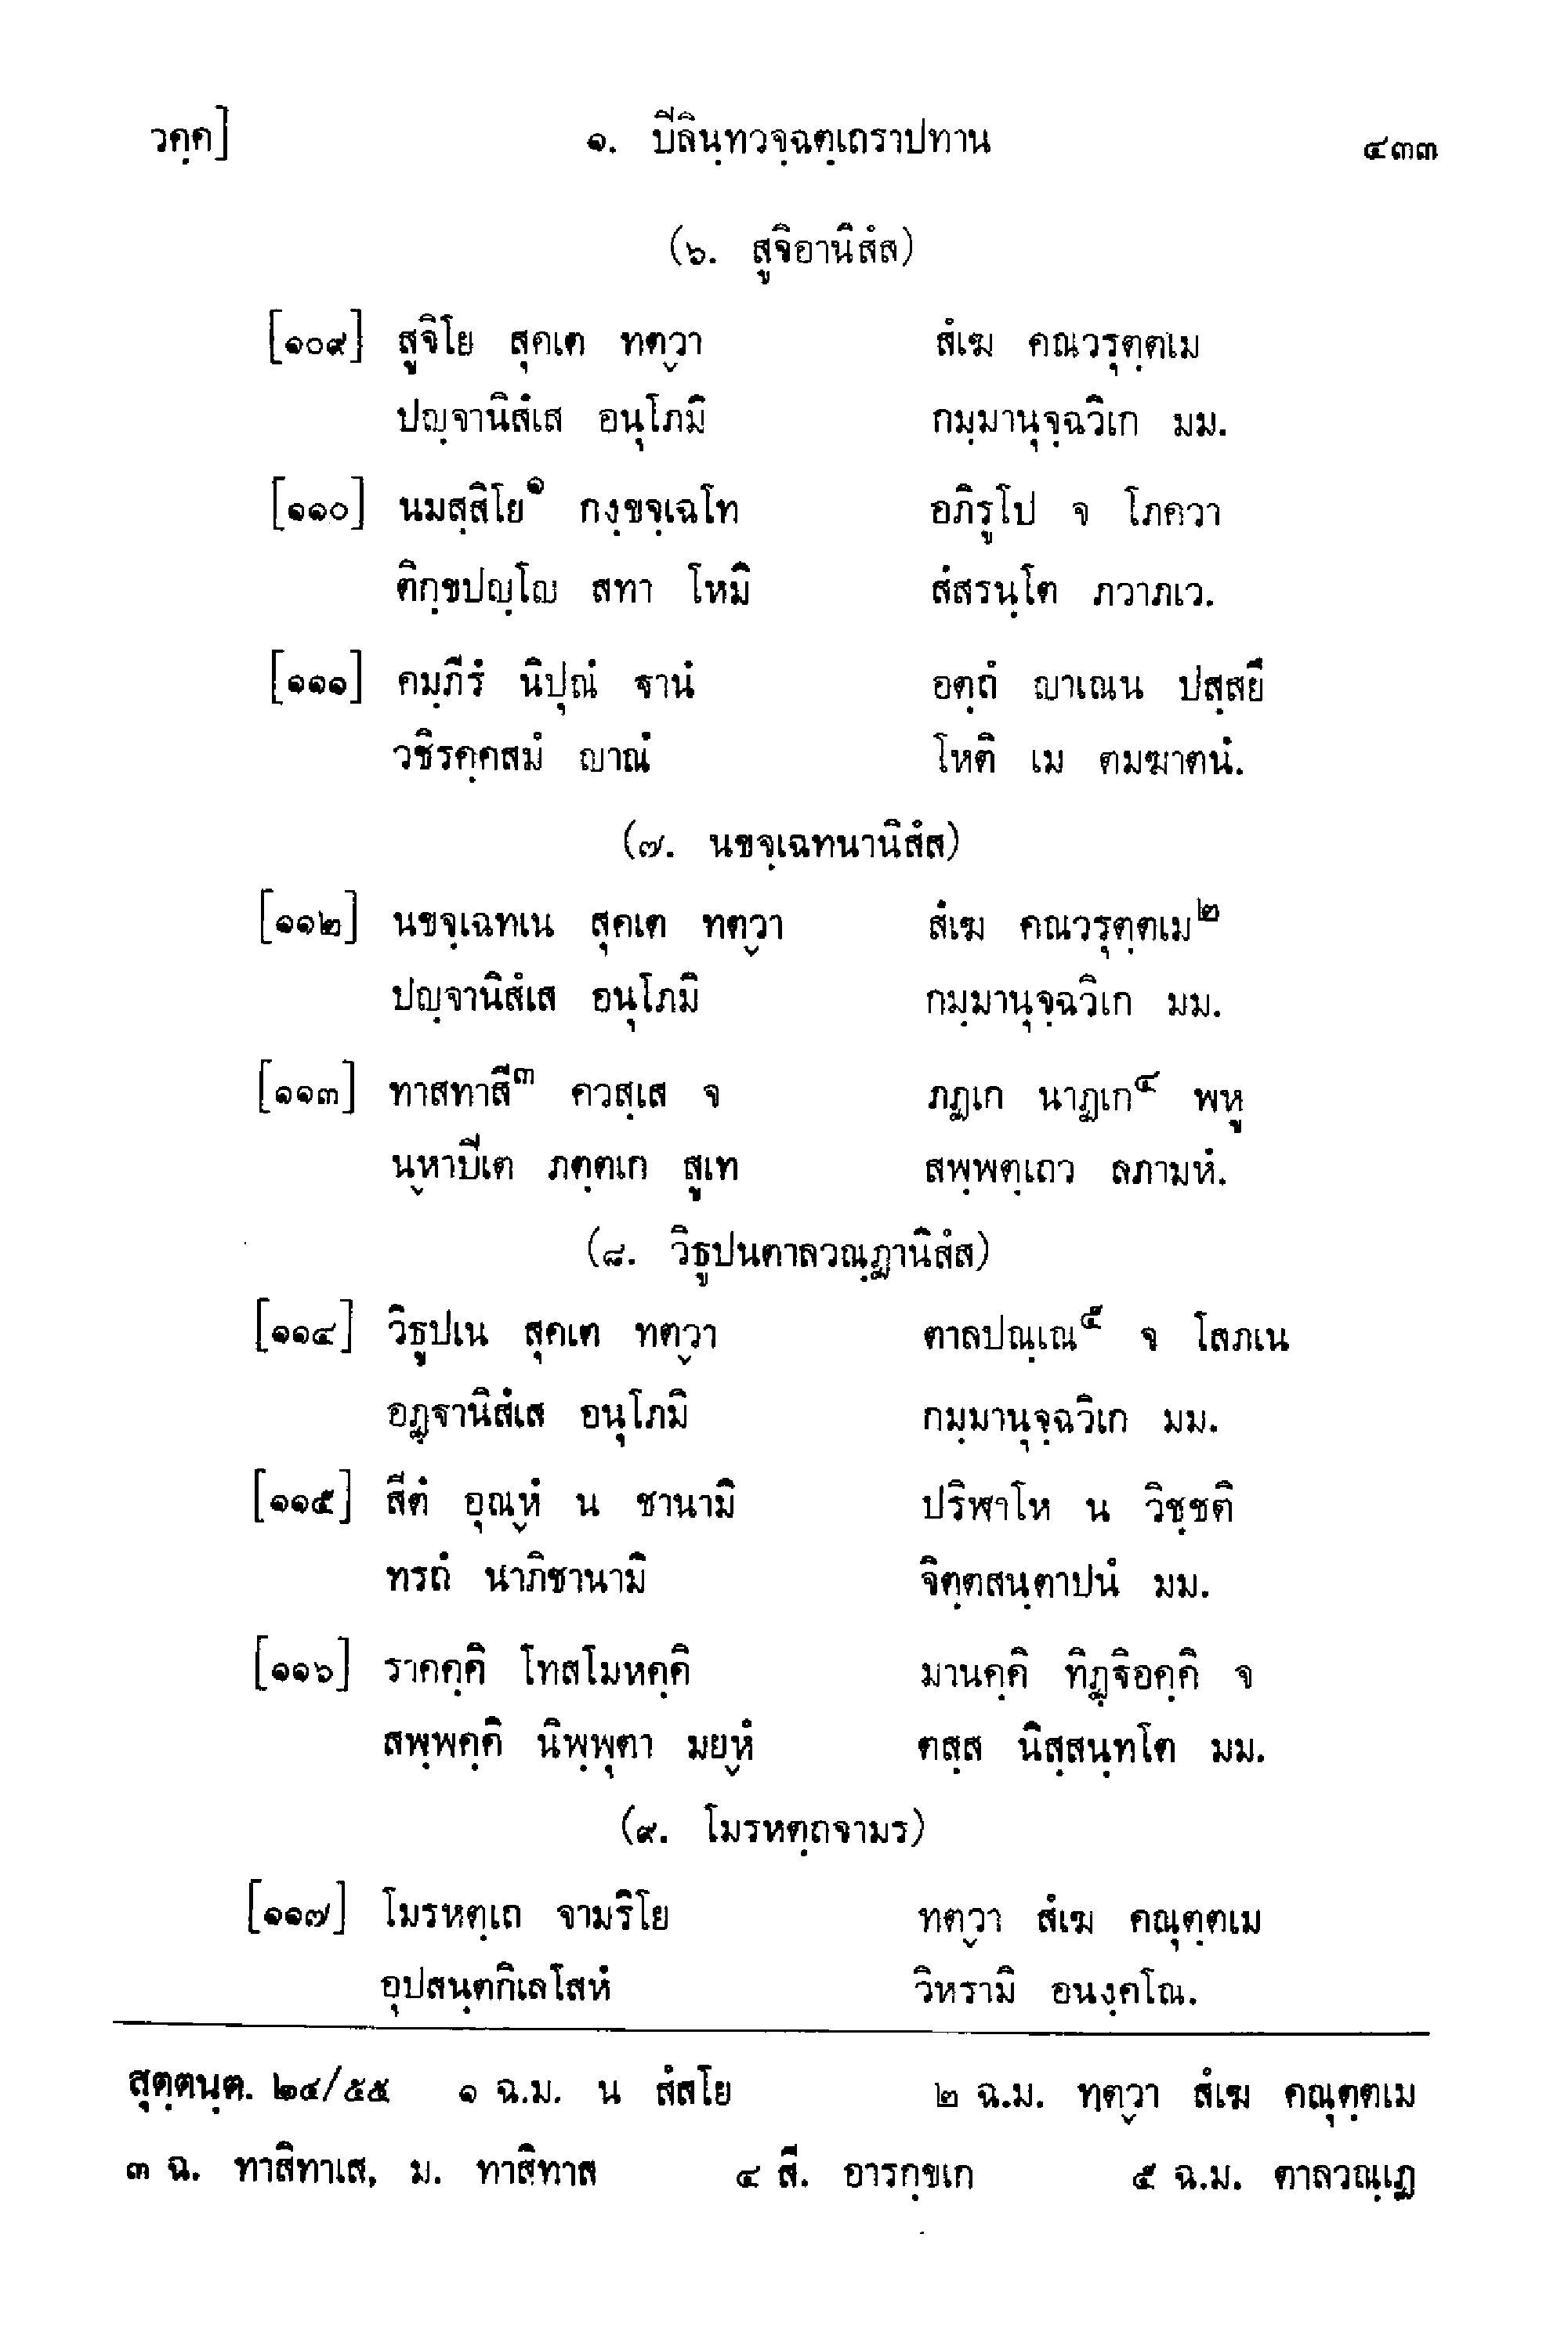 วคฺค] ๑. ปีลินฺทวจฺฉตฺเถราปทาน ๔๓๓
(๖. สูจิอานิสํส)
[๑๐๙] สูจิโย สุคเต ทตฺวา สํเฆ คณวรุตฺตเม
ปญฺจานิสํเส อนุโภมิ กมฺมานุจฺฉวิเก มม.
[๑๑๐] นมสฺสิโย๑ กงฺขจฺเฉโท อภิรูโป จ โภควา
ติกฺขปญฺโญ สทา โหมิ สํสรนฺโต ภวาภเว.
[๑๑๑] คมฺภีรํ นิปุณํ ฐานํ อตฺถํ ญาเณน ปสฺสยึ
วชิรคฺคสมํ ญาณํ โหติ เม ตมฆาตนํ.
(๗. นขจฺเฉทนานิสํส)
[๑๑๒] นขจฺเฉทเน สุคเต ทตฺวา สํเฆ คณวรุตฺตเม๒
ปญฺจานิสํเส อนุโภมิ กมฺมานุจฺฉวิเก มม.
[๑๑๓] ทาสทาสี๓ ควสฺเส จ ภฏเก นาฏเก๔ พหู
นฺหาปีเต ภตฺตเก สูเท สพฺพตฺเถว ลภามหํ.
(๘. วิธูปนตาลวณฺฏานิสํส)
[๑๑๔] วิธูปเน สุคเต ทตฺวา ตาลปณฺเณ๕ จ โสภเน
อฏฺฐานิสํเส อนุโภมิ กมฺมานุจฺฉวิเก มม.
[๑๑๕] สีตํ อุณฺหํ น ชานามิ ปริฬาโห น วิชฺชติ
ทรถํ นาภิชานามิ จิตฺตสนฺตาปนํ มม.
[๑๑๖] ราคคฺคิ โทสโมหคฺคิ มานคฺคิ ทิฏฺฐิอคฺคิ จ
สพฺพคฺคิ นิพฺพุตา มยฺหํ ตสฺส นิสฺสนฺทโต มม.
(๙. โมรหตฺถจามร)
[๑๑๗] โมรหตฺเถ จามริโย ทตฺวา สํเฆ คณุตฺตเม
อุปสนฺตกิเลโสหํ วิหรามิ อนงฺคโณ.
สุตฺตนฺต. ๒๔/๕๕ ๑ ฉ.ม. น สํสโย ๒ ฉ.ม. ทฺตฺวา สํเฆ คณุตฺตเม
๓ ฉ. ทาสิทาเส, ม. ทาสิทาส ๔ สี. อารกฺขเก ๕ ฉ.ม. ตาลวณฺเฏ